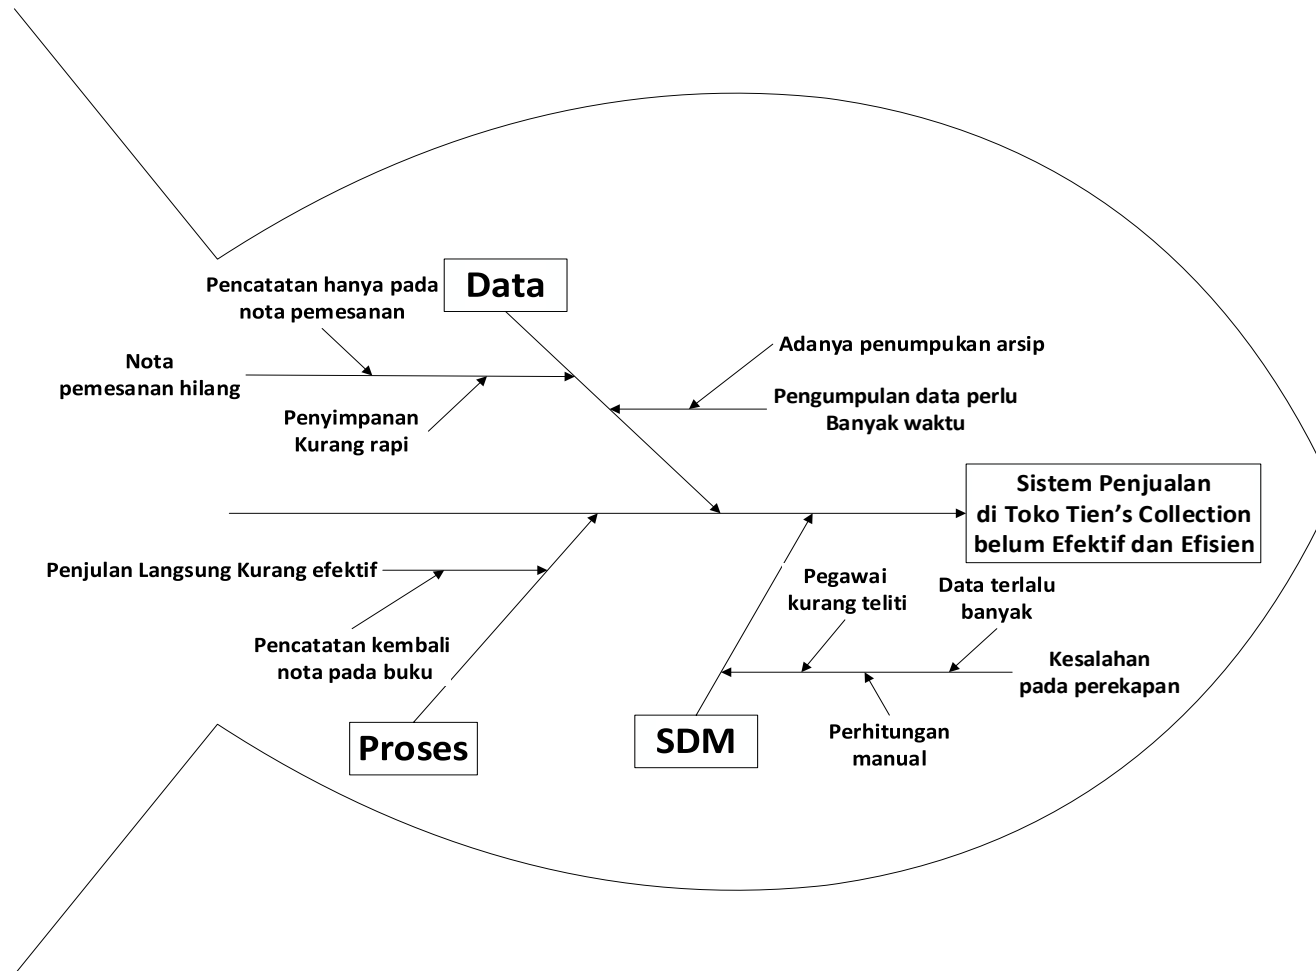 Pencatatan hanya pada
nota pemesanan
Data
Nota
pemesanan hilang
Penyimpanan
Kurang rapi
Adanya penumpukan arsip
Pengumpulan data perlu
Banyak waktu
Sistem Penjualan
di Toko Tien’s Collection
belum Efektif dan Efisien
Penjulan Langsung Kurang efektif
Pencatatan kembali
nota pada buku
Proses
Pegawai
kurang teliti
Data terlalu
banyak
Kesalahan
pada perekapan
Perhitungan
manual
SDM